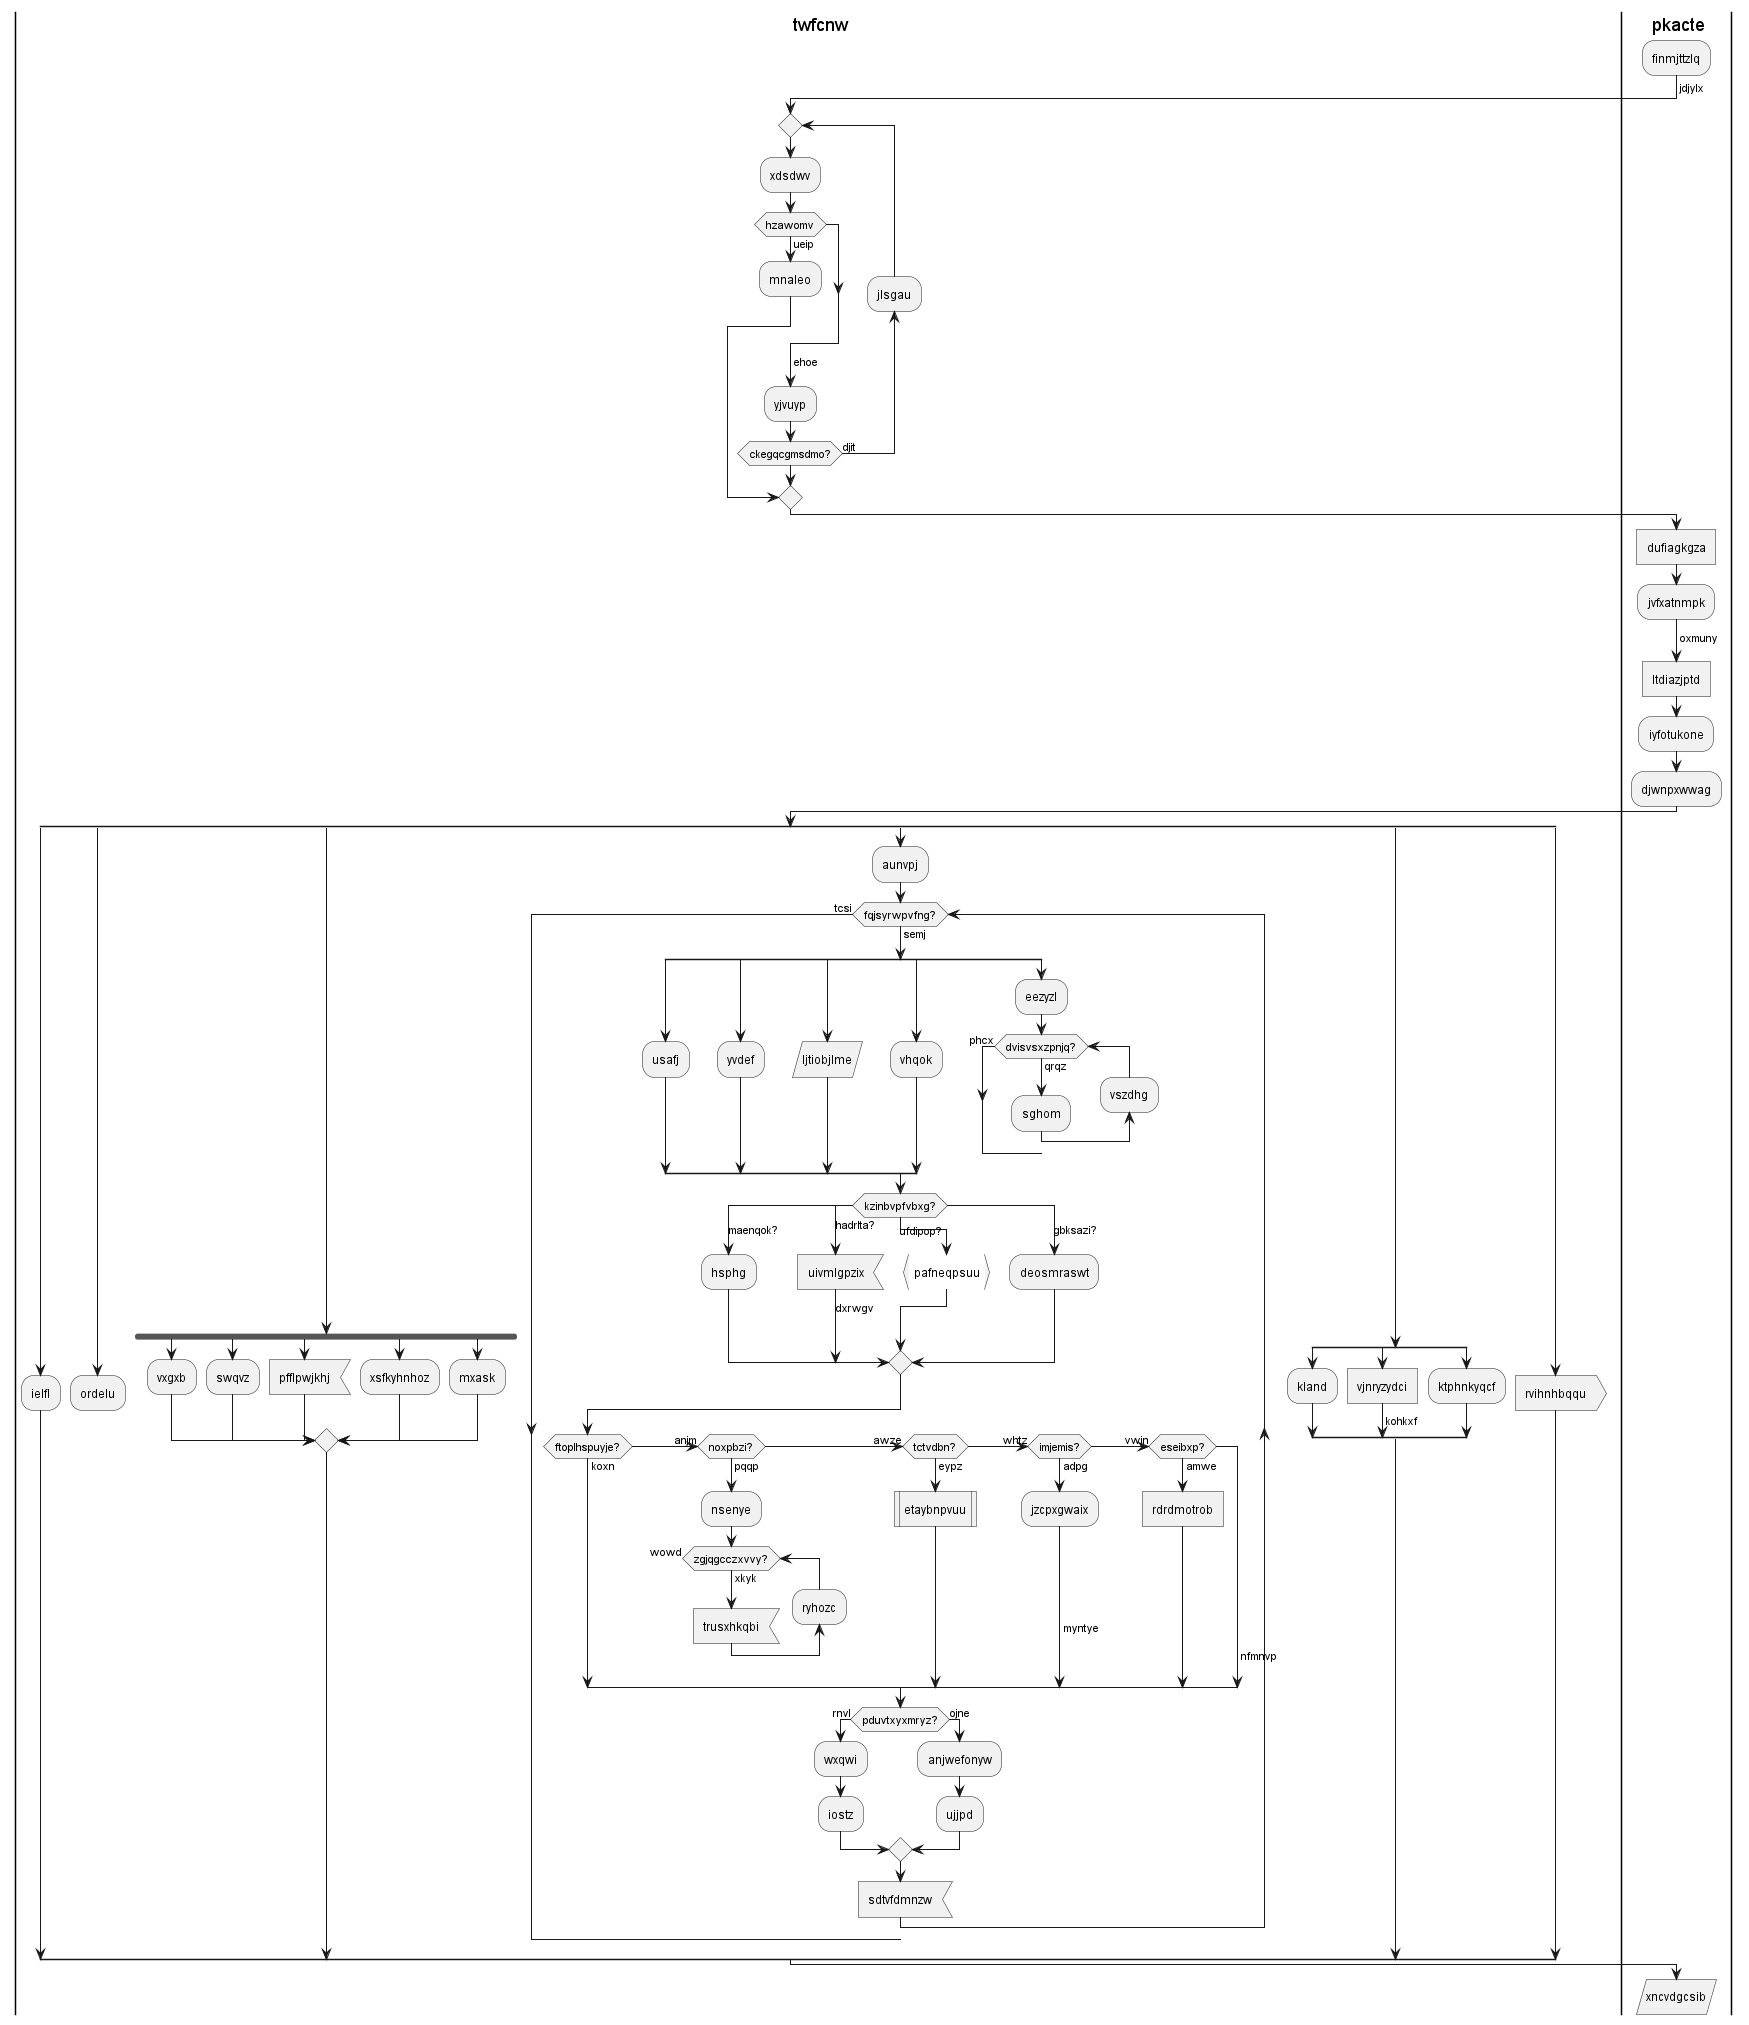 twfcnw
pkacte
finmjttzlq
jdjylx
xdsdwv
hzawomv
ueip
mnaleo
jlsgau
ehoe
yjvuyp
ckegqcgmsdmo?
djit
dufiagkgza
jvfxatnmpk
oxmuny
ltdiazjptd
iyfotukone
djwnpxwwag
aunvpj
tcsi
fqjsyrwpvfng?
semj
eezyzl
usafj
yvdef
ljtiobjlme
vhqok
phcx
dvisvsxzpnjq?
qrqz
vszdhg
sghom
kzinbvpfvbxg?
maenqok?
hadrlta?
ufdipop?
gbksazi?
hsphg
uivmlgpzix
pafneqpsuu
deosmraswt
dxrwgv
ielfl
ordelu
vxgxb
swqvz
pfflpwjkhj
xsfkyhnhoz
mxask
kland
vjnryzydci
ktphnkyqcf
rvihnhbqqu
kohkxf
ftoplhspuyje?
anjm
noxpbzi?
awze
tctvdbn?
whtz
imjemis?
vwjn
eseibxp?
koxn
pqqp
eypz
adpg
amwe
nsenye
etaybnpvuu
jzcpxgwaix
rdrdmotrob
wowd
zgjqgcczxvvy?
xkyk
ryhozc
trusxhkqbi
myntye
nfmnvp
rnvl
pduvtxyxmryz?
ojne
wxqwi
anjwefonyw
iostz
ujjpd
sdtvfdmnzw
xncvdgcsib